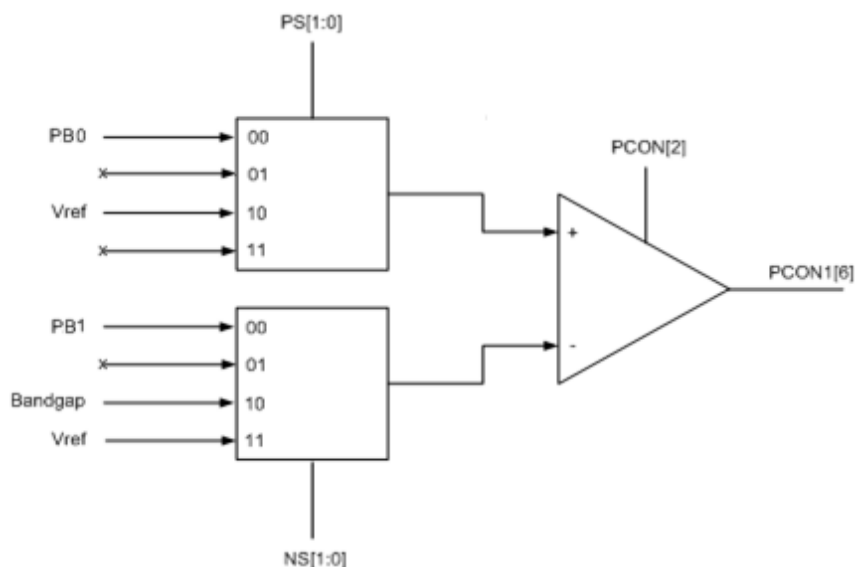 PS[1:0]
PB0
00
01
Vref
10
11
PCON[2]
+
PCON1[6]
-
PB1
00
01
Bandgap
10
Vref
11
NS[1:0]